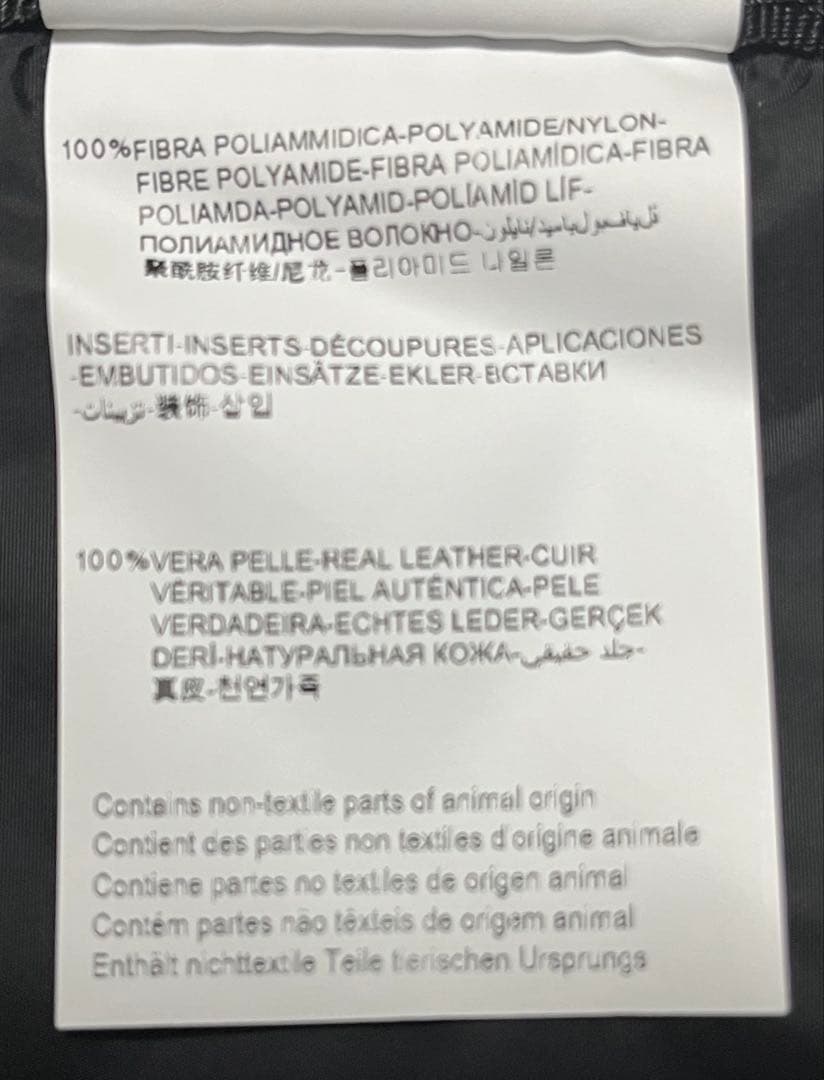 100%FIBRA POLIAMMIDICA-POLYAMIDE/NYLON-
FIBRE POLYAMIDE-FIBRA POLIAMÍDICA-FIBRA
POLIAMDA-POLYAMID-POLİAMİD LİF-
ПОЛИАМИДНОЕ ВОЛОКНО-
聚酰胺纤维/尼龙-폴리아미드 나일론
INSERTI-INSERTS-DÉCOUPURES-APLICACIONES
-EMBUTIDOS-EINSÄTZE-EKLER-ВСТАВКИ
-تزيينات-装饰-삽입
100%VERA PELLE-REAL LEATHER-CUIR
VÉRITABLE-PIEL AUTÉNTICA-PELE
VERDADEIRA-ECHTES LEDER-GERÇEK
DERİ-НАТУРАЛЬНАЯ КОЖА-جلد حقيقي-
真皮-천연가죽
Contains non-textile parts of animal origin
Contient des parties non textiles d'origine animale
Contiene partes no textiles de origen animal
Contém partes não têxteis de origem animal
Enthält nichttextile Teile tierischen Ursprungs